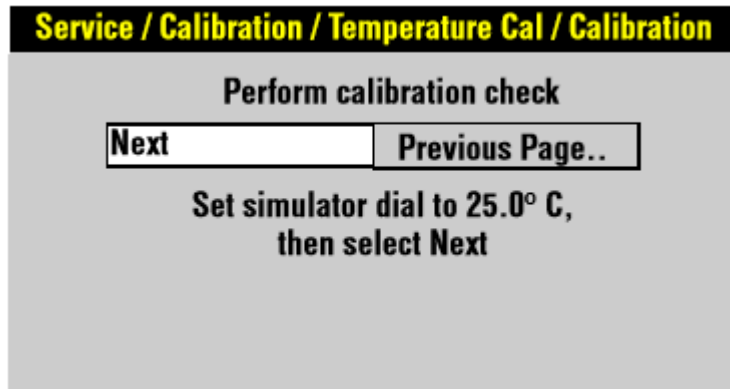 Service / Calibration / Temperature Cal / Calibration
Perform calibration check
Next Previous Page..
Set simulator dial to 25.0° C,
then select Next